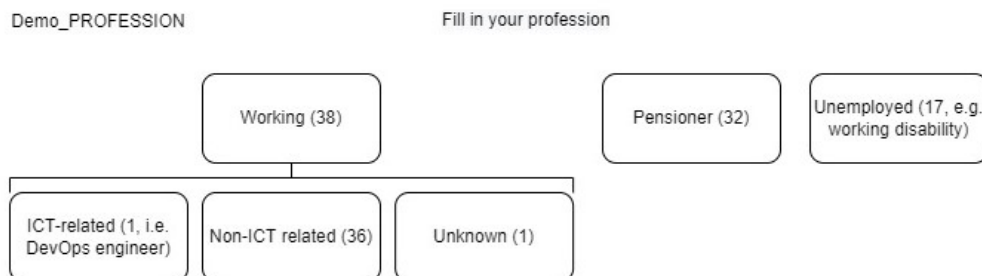 Demo_PROFESSION
Fill in your profession
Working (38)
Pensioner (32)
Unemployed (17, e.g.
working disability)
ICT-related (1, i.e.
DevOps engineer)
Non-ICT related (36)
Unknown (1)